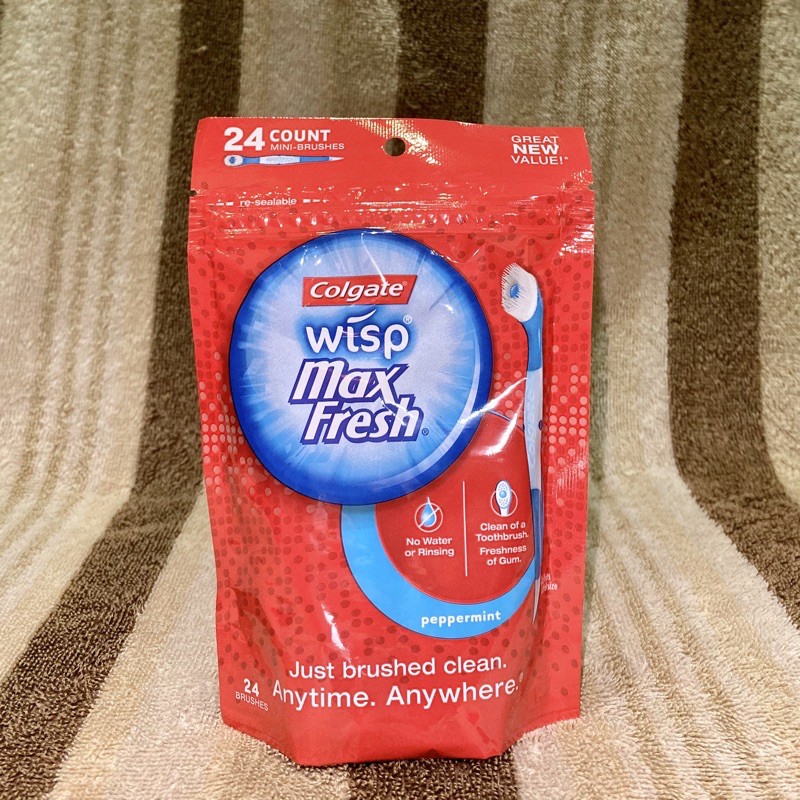 24 COUNT
MINI-BRUSHES
GREAT
NEW
VALUE!*
re-sealable
Colgate®
wisp®
Max
Fresh®
No Water
or Rinsing
Clean of a
Toothbrush.
Freshness
of Gum.
size
peppermint
Just brushed clean.
Anytime. Anywhere.®
24
BRUSHES